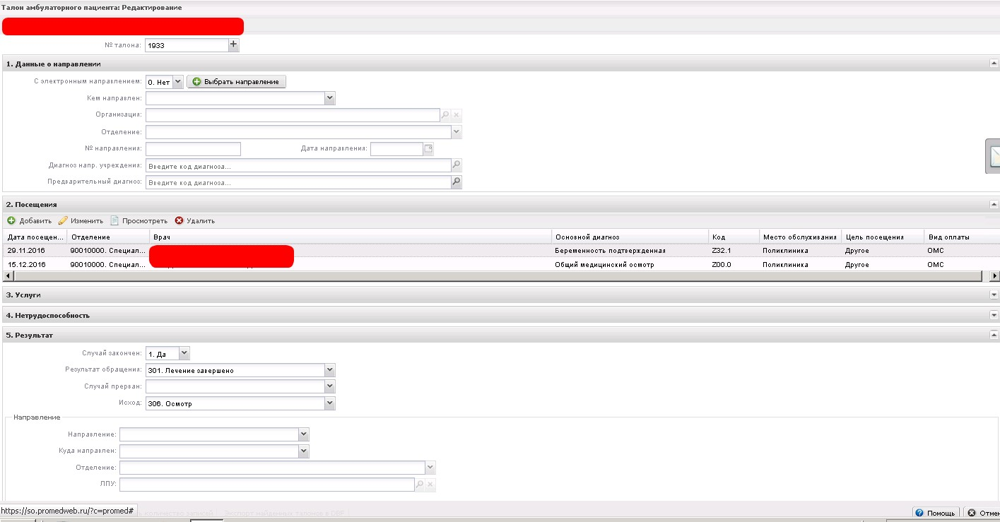 Талон амбулаторного пациента: Редактирование
№ талона: 1933
1. Данные о направлении
С электронным направлением: 0. Нет Выбрать направление
Кем направлен:
Организация:
Отделение:
№ направления: Дата направления:
Диагноз напр. учреждения: Введите код диагноза...
Предварительный диагноз: Введите код диагноза...
2. Посещения
Добавить Изменить Просмотреть Удалить
Дата посещен... Отделение Врач Основной диагноз Код Место обслуживания Цель посещения Вид оплаты
29.11.2016 90010000. Специал... Беременность подтвержденная Z32.1 Поликлиника Другое ОМС
15.12.2016 90010000. Специал... Общий медицинский осмотр Z00.0 Поликлиника Другое ОМС
3. Услуги
4. Нетрудоспособность
5. Результат
Случай закончен: 1. Да
Результат обращения: 301. Лечение завершено
Случай прерван:
Исход: 306. Осмотр
Направление
Направление:
Куда направлен:
Отделение:
ЛПУ:
https://so.promedweb.ru/?c=promed# ь количество записей Экспорт найденных талонов в DBF Помощь Отмен